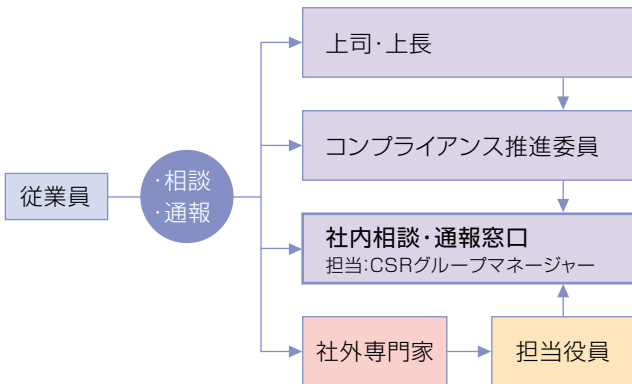 上司・上長
コンプライアンス推進委員
従業員
・相談
・通報
社内相談・通報窓口
担当:CSRグループマネージャー
社外専門家
担当役員